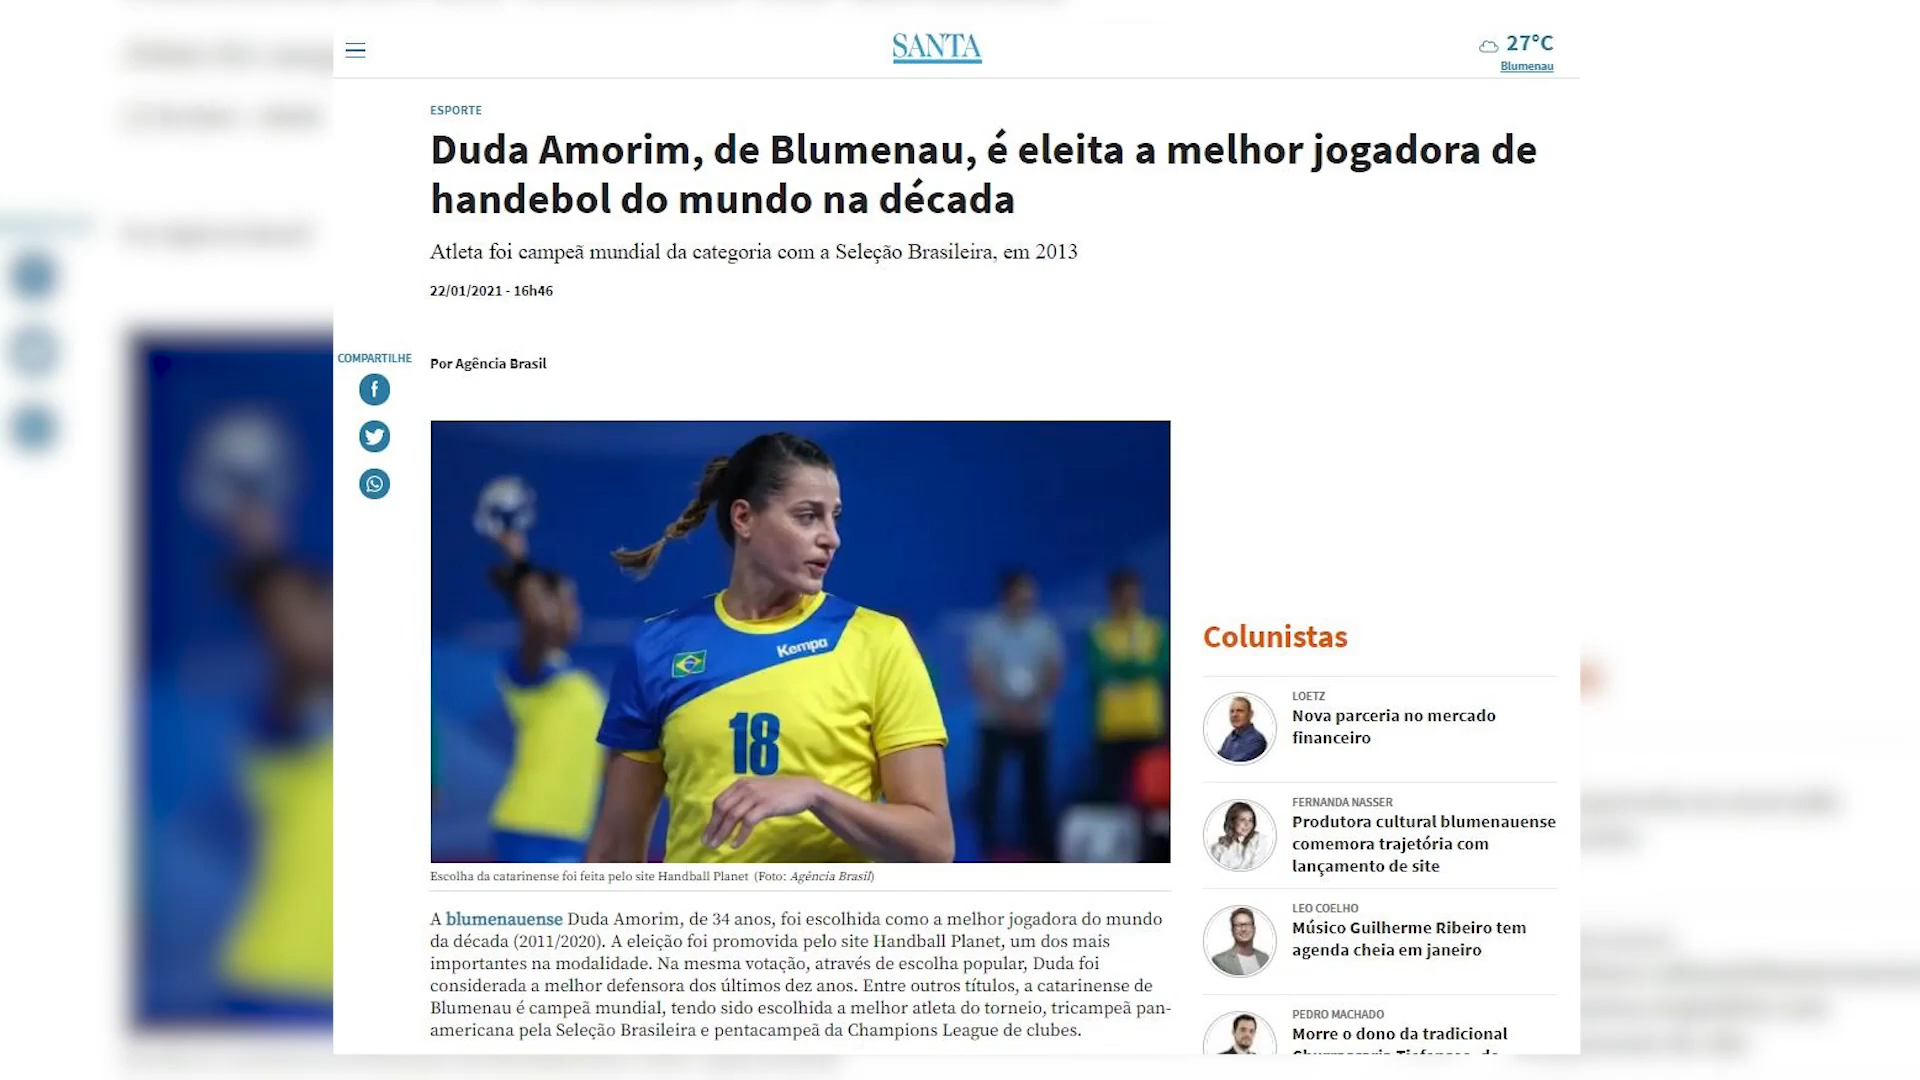 SANTA
27°C
Blumenau
ESPORTE
Duda Amorim, de Blumenau, é eleita a melhor jogadora de
handebol do mundo na década
Atleta foi campeã mundial da categoria com a Seleção Brasileira, em 2013
22/01/2021 - 16h46
COMPARTILHE
Por Agência Brasil
Kempa
18
Escolha da catarinense foi feita pelo site Handball Planet (Foto: Agência Brasil)
A blumenauense Duda Amorim, de 34 anos, foi escolhida como a melhor jogadora do mundo
da década (2011/2020). A eleição foi promovida pelo site Handball Planet, um dos mais
importantes na modalidade. Na mesma votação, através de escolha popular, Duda foi
considerada a melhor defensora dos últimos dez anos. Entre outros títulos, a catarinense de
Blumenau é campeã mundial, tendo sido escolhida a melhor atleta do torneio, tricampeã pan-
americana pela Seleção Brasileira e pentacampeã da Champions League de clubes.
Colunistas
LOETZ
Nova parceria no mercado
financeiro
FERNANDA NASSER
Produtora cultural blumenauense
comemora trajetória com
lançamento de site
LEO COELHO
Músico Guilherme Ribeiro tem
agenda cheia em janeiro
PEDRO MACHADO
Morre o dono da tradicional